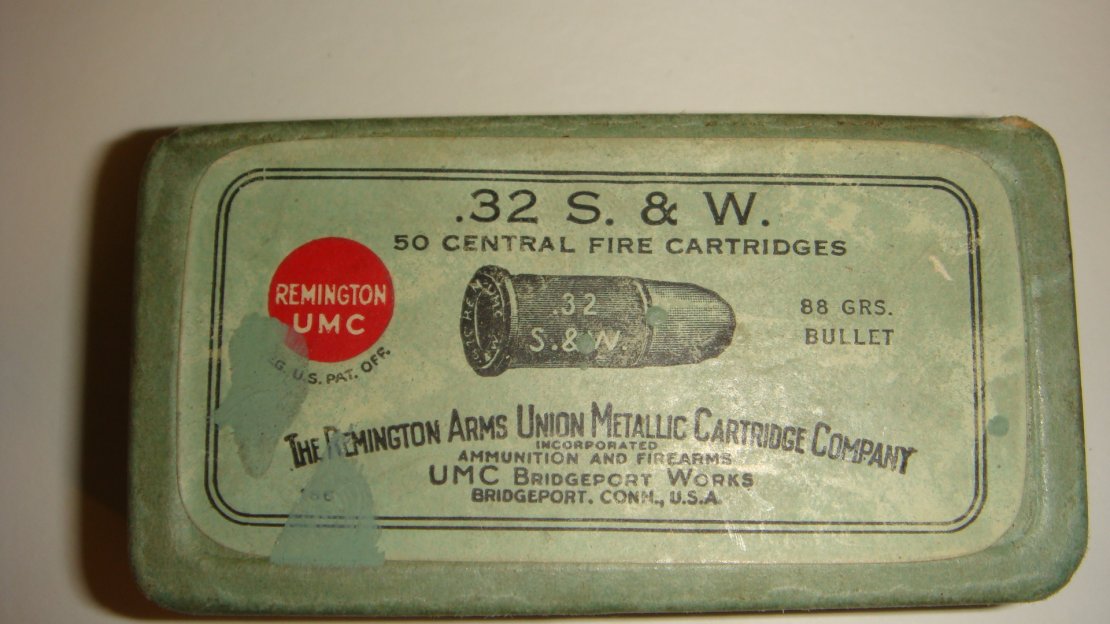 .32 S. & W.
50 CENTRAL FIRE CARTRIDGES
REMINGTON
UMC
U.S. PAT. OFF.
.32
S.&W.
88 GRS.
BULLET
THE REMINGTON ARMS UNION METALLIC CARTRIDGE COMPANY
INCORPORATED
AMMUNITION AND FIREARMS
UMC BRIDGEPORT WORKS
BRIDGEPORT, CONN., U.S.A.